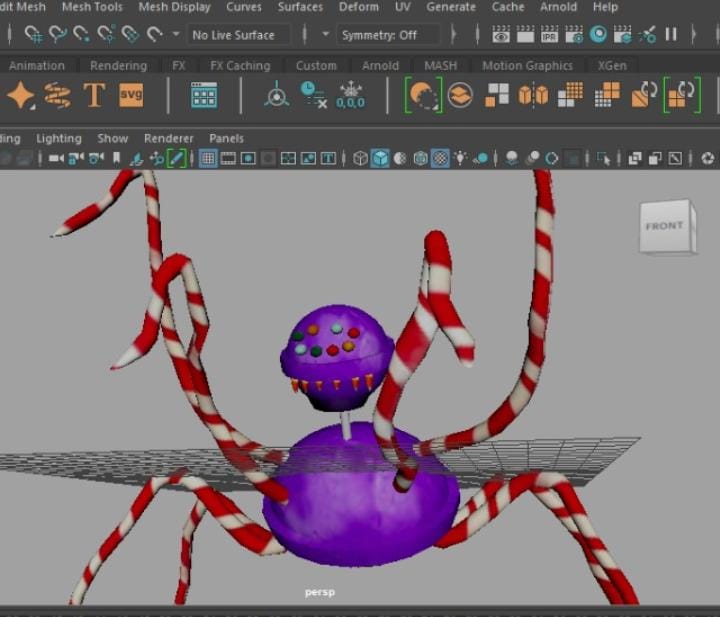 dit Mesh Mesh Tools Mesh Display Curves Surfaces Deform UV Generate Cache Arnold Help
No Live Surface Symmetry: Off IPR
Animation Rendering FX FX Caching Custom Arnold MASH Motion Graphics XGen
T SVG 0,0,0
ding Lighting Show Renderer Panels
T
FRONT
persp